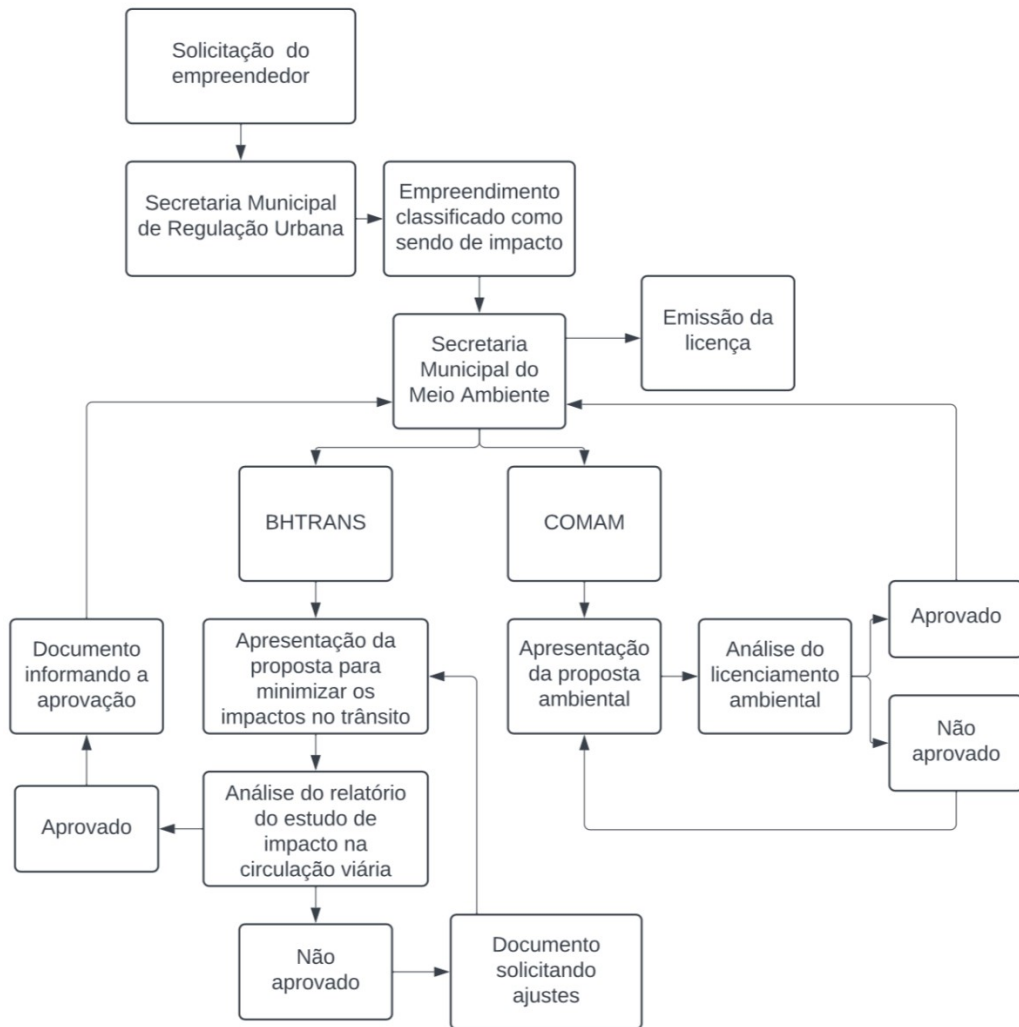 Solicitação do
empreendedor
Secretaria Municipal
de Regulação Urbana
Empreendimento
classificado como
sendo de impacto
Secretaria
Municipal do
Meio Ambiente
Emissão da
licença
BHTRANS
COMAM
Documento
informando a
aprovação
Apresentação da
proposta para
minimizar os
impactos no trânsito
Apresentação
da proposta
ambiental
Análise do
licenciamento
ambiental
Aprovado
Não
aprovado
Aprovado
Análise do relatório
do estudo de
impacto na
circulação viária
Não
aprovado
Documento
solicitando
ajustes